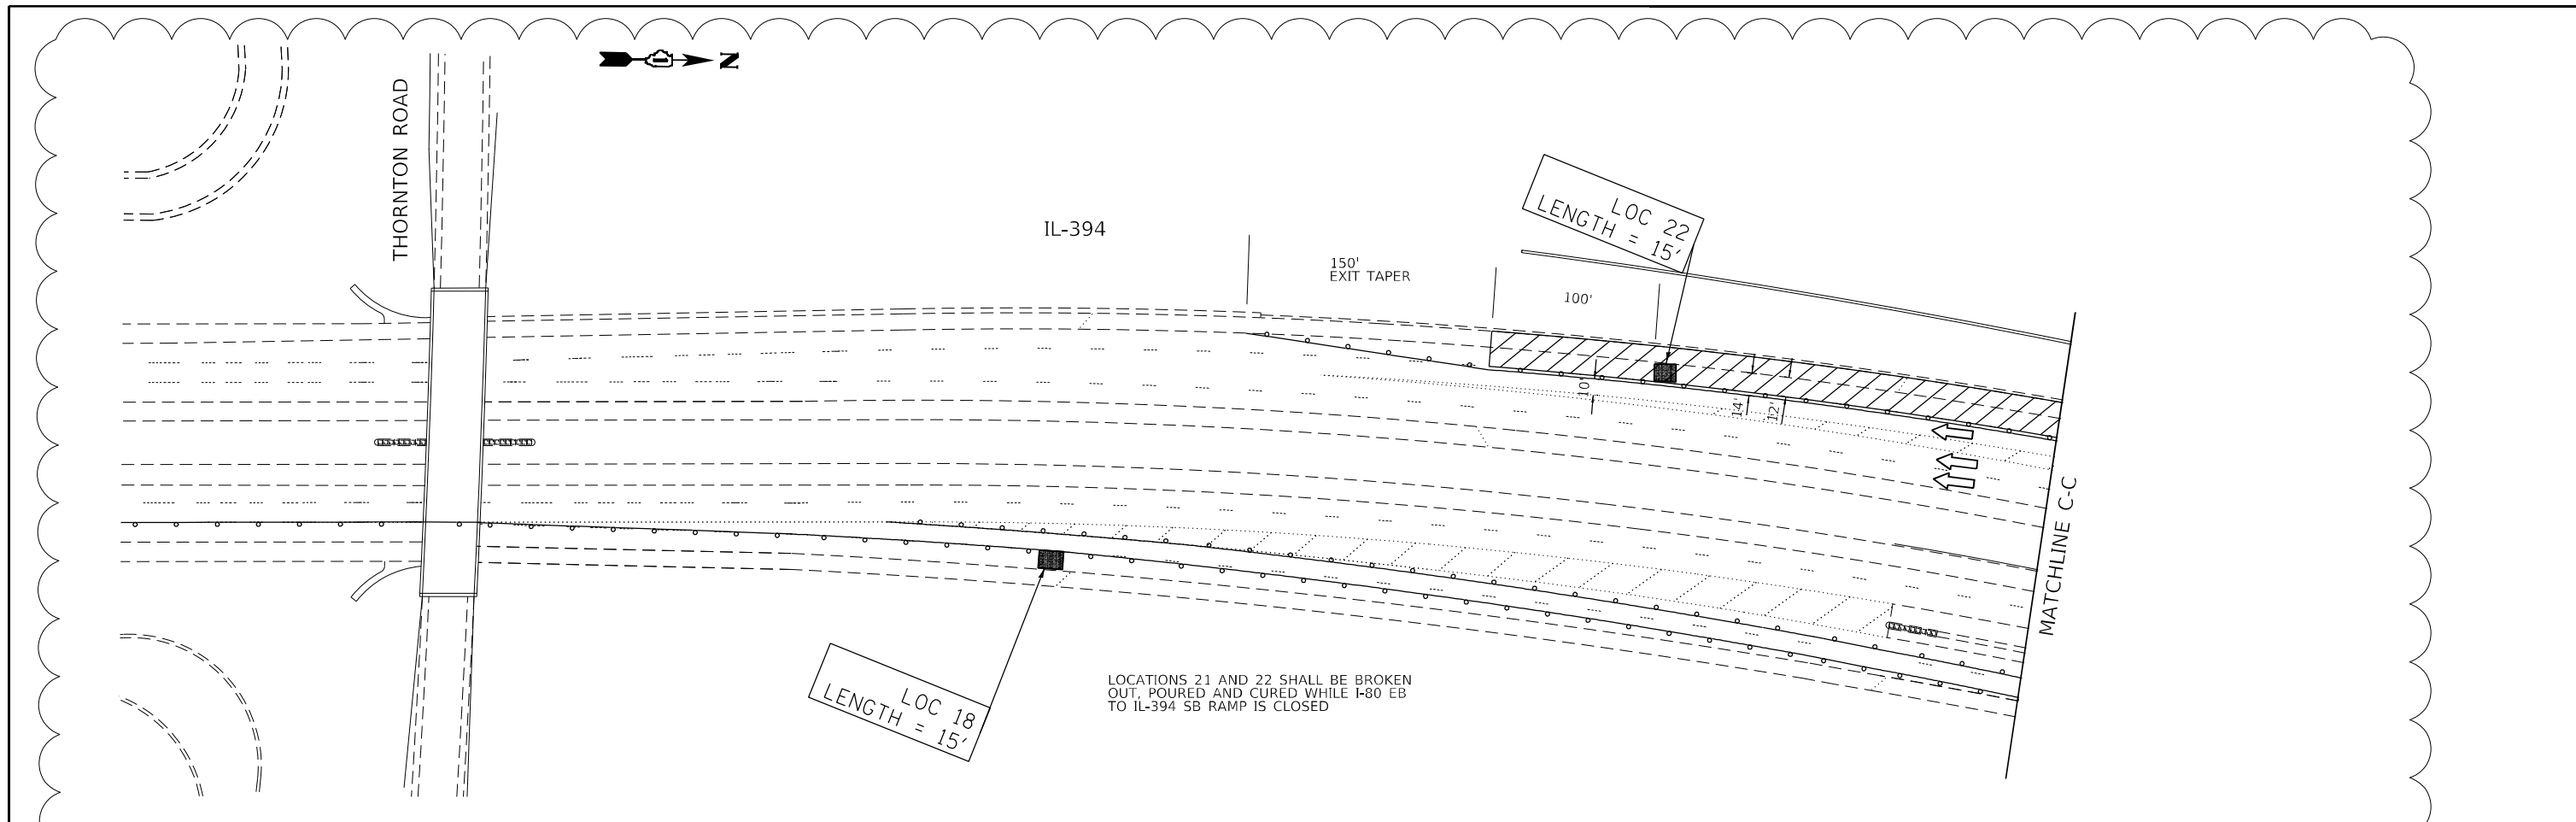 N
THORNTON ROAD
IL-394
LOC 22
LENGTH = 15'
150'
EXIT TAPER
100'
10'
14'
12'
MATCHLINE C-C
LOC 18
LENGTH = 15'
LOCATIONS 21 AND 22 SHALL BE BROKEN
OUT, POURED AND CURED WHILE I-80 EB
TO IL-394 SB RAMP IS CLOSED